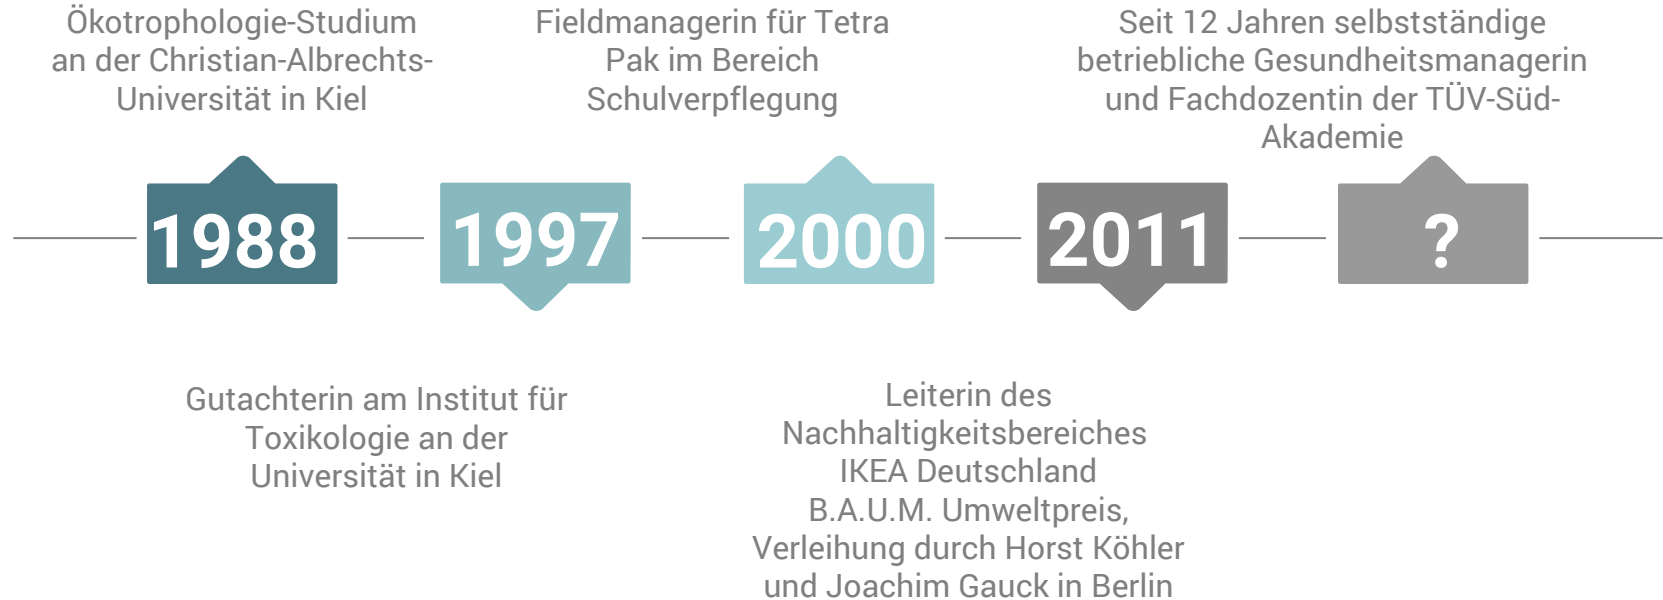 Ökotrophologie-Studium
an der Christian-Albrechts-
Universität in Kiel
Fieldmanagerin für Tetra
Pak im Bereich
Schulverpflegung
Seit 12 Jahren selbstständige
betriebliche Gesundheitsmanagerin
und Fachdozentin der TÜV-Süd-
Akademie
1988
1997
2000
2011
?
Gutachterin am Institut für
Toxikologie an der
Universität in Kiel
Leiterin des
Nachhaltigkeitsbereiches
IKEA Deutschland
B.A.U.M. Umweltpreis,
Verleihung durch Horst Köhler
und Joachim Gauck in Berlin